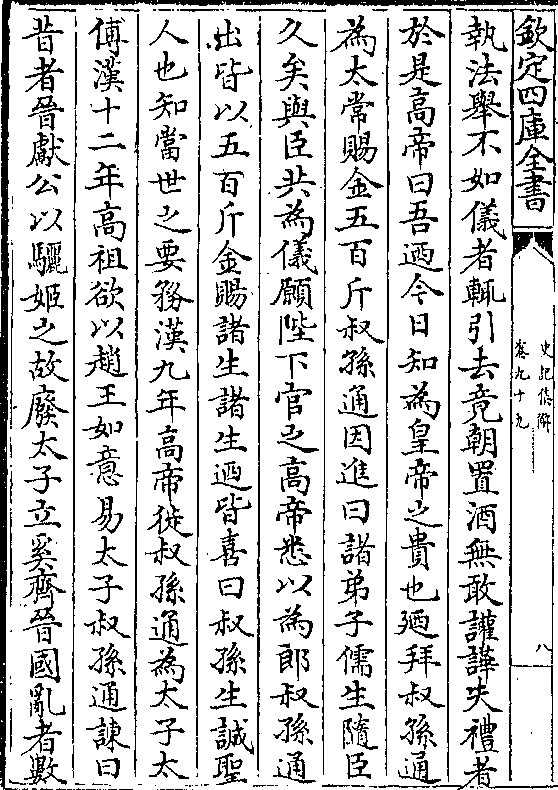 欽定四庫全書
史記集解
卷九十九
八
執法舉不如儀者輒引去竟朝置酒無敢讙譁失禮者
於是高帝曰吾迺今日知為皇帝之貴也廼拜叔孫通
為太常賜金五百斤叔孫通因進曰諸弟子儒生隨臣
久矣與臣共為儀願陛下官之高帝悉以為郎叔孫通
出皆以五百斤金賜諸生諸生迺皆喜曰叔孫生誠聖
人也知當世之要務漢九年高帝徙叔孫通為太子太
傅漢十二年高祖欲以趙王如意易太子叔孫通諫曰
昔者晉獻公以驪姬之故廢太子立奚齊晉國亂者數